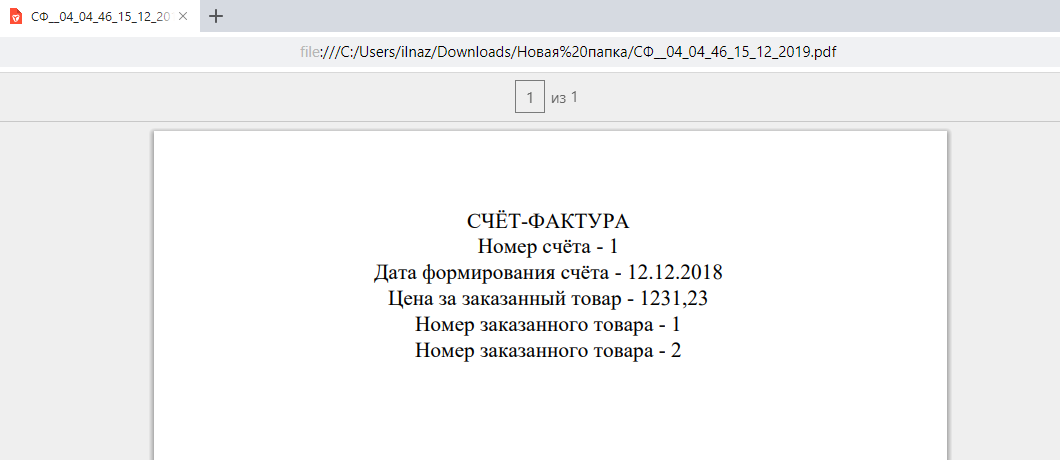 СФ__04_04_46_15_12_20
file:///C:/Users/ilnaz/Downloads/Новая%20папка/СФ__04_04_46_15_12_2019.pdf
1 из 1
СЧЁТ-ФАКТУРА
Номер счёта - 1
Дата формирования счёта - 12.12.2018
Цена за заказанный товар - 1231,23
Номер заказанного товара - 1
Номер заказанного товара - 2